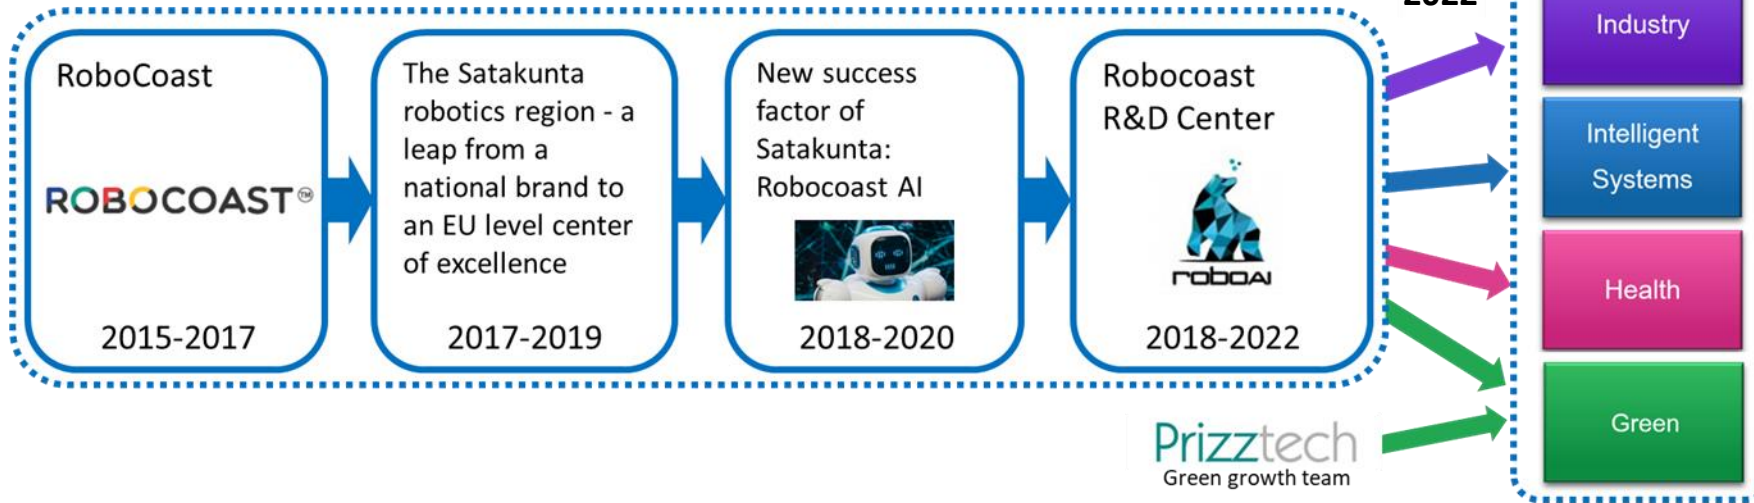 RoboCoast
ROBOCOAST™
2015-2017
The Satakunta
robotics region - a
leap from a
national brand to
an EU level center
of excellence
2017-2019
New success
factor of
Satakunta:
Robocoast AI
2018-2020
Robocoast
R&D Center
roboAI
2018-2022
2022
Industry
Intelligent
Systems
Health
Green
Prizztech
Green growth team